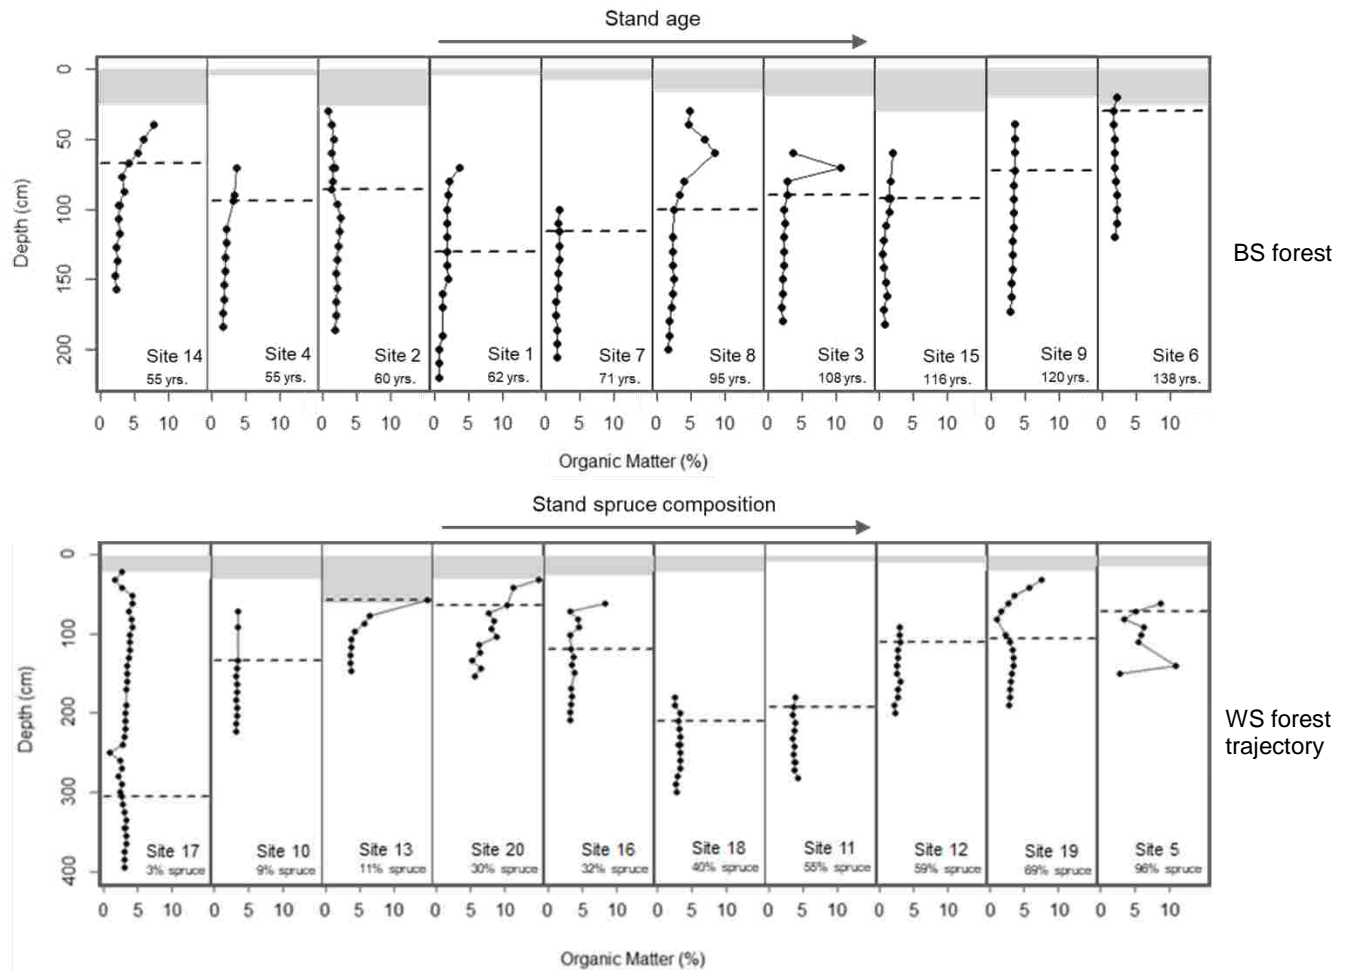 Stand age
0
50
100
150
200
Depth (cm)
Site 14
55 yrs.
Site 4
55 yrs.
Site 2
60 yrs.
Site 1
62 yrs.
Site 7
71 yrs.
Site 8
95 yrs.
Site 3
108 yrs.
Site 15
116 yrs.
Site 9
120 yrs.
Site 6
138 yrs.
BS forest
0 5 10 0 5 10 0 5 10 0 5 10 0 5 10 0 5 10 0 5 10 0 5 10 0 5 10 0 5 10
Organic Matter (%)
Stand spruce composition
0
100
200
300
400
Depth (cm)
Site 17
3% spruce
Site 10
9% spruce
Site 13
11% spruce
Site 20
30% spruce
Site 16
32% spruce
Site 18
40% spruce
Site 11
55% spruce
Site 12
59% spruce
Site 19
69% spruce
Site 5
96% spruce
WS forest
trajectory
0 5 10 0 5 10 0 5 10 0 5 10 0 5 10 0 5 10 0 5 10 0 5 10 0 5 10 0 5 10
Organic Matter (%)